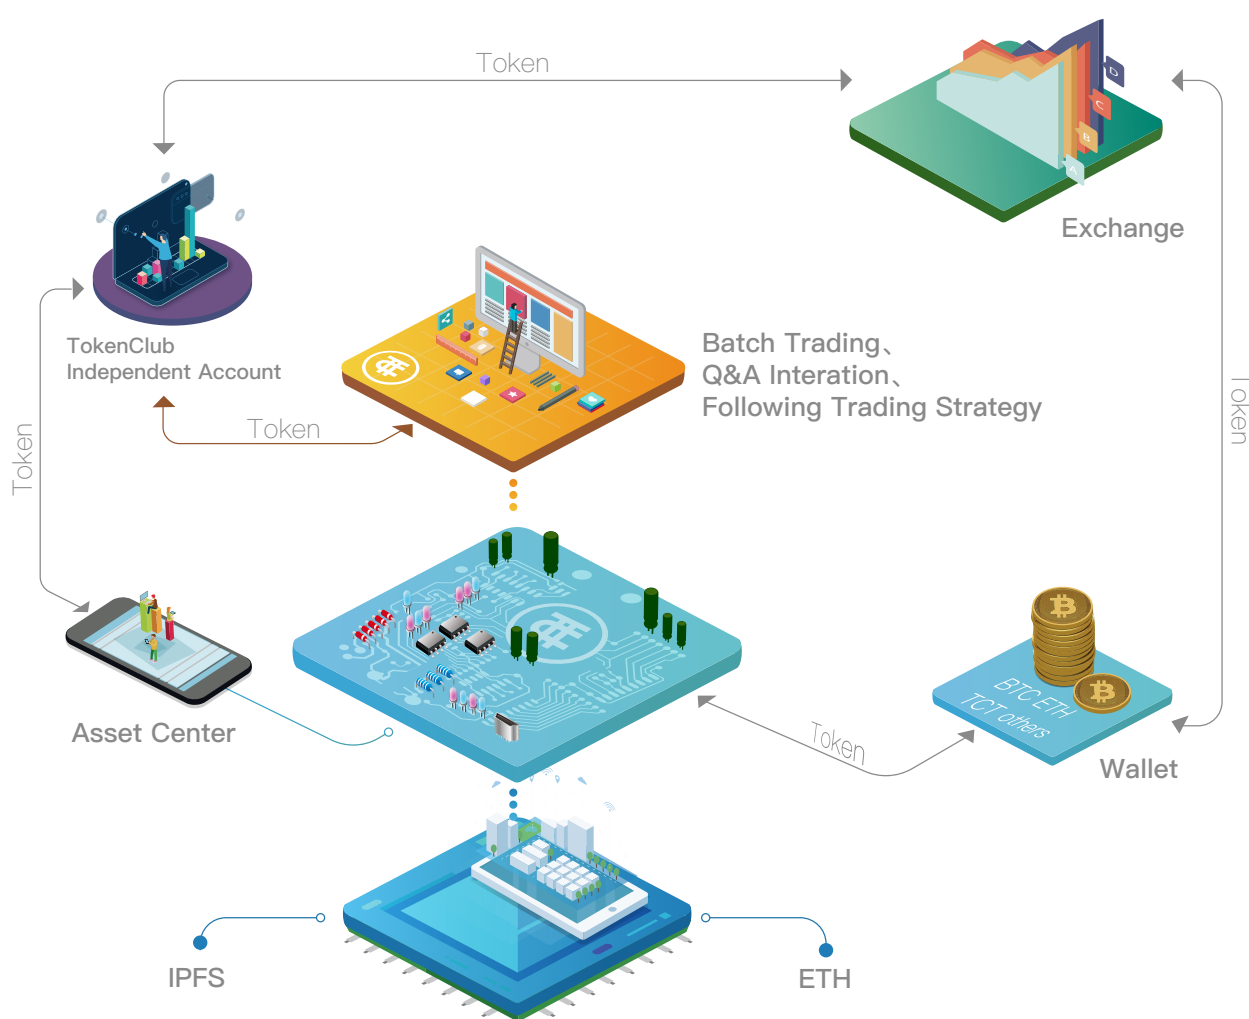 Token
D
C
B
A
Exchange
TokenClub
Independent Account
Batch Trading、
Q&A Interation、
Following Trading Strategy
Token
Token
Token
BTC ETH
TCT others
Asset Center
Token
Wallet
IPFS
ETH